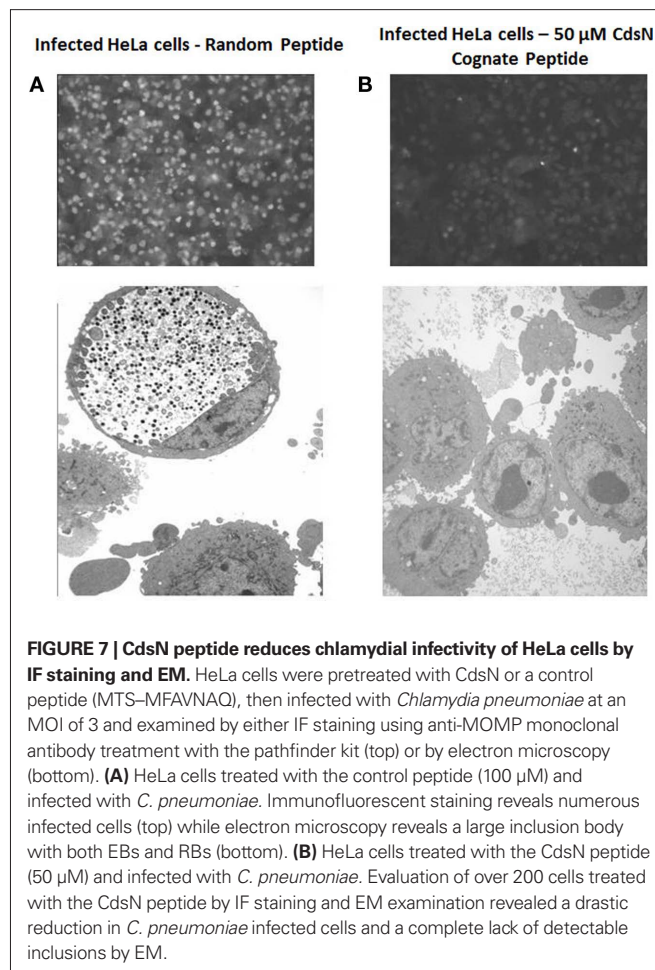 Infected HeLa cells - Random Peptide
Infected HeLa cells – 50 µM CdsN
Cognate Peptide
A
B
FIGURE 7 | CdsN peptide reduces chlamydial infectivity of HeLa cells by
IF staining and EM. HeLa cells were pretreated with CdsN or a control
peptide (MTS–MFAVNAQ), then infected with Chlamydia pneumoniae at an
MOI of 3 and examined by either IF staining using anti-MOMP monoclonal
antibody treatment with the pathfinder kit (top) or by electron microscopy
(bottom). (A) HeLa cells treated with the control peptide (100 µM) and
infected with C. pneumoniae. Immunofluorescent staining reveals numerous
infected cells (top) while electron microscopy reveals a large inclusion body
with both EBs and RBs (bottom). (B) HeLa cells treated with the CdsN peptide
(50 µM) and infected with C. pneumoniae. Evaluation of over 200 cells treated
with the CdsN peptide by IF staining and EM examination revealed a drastic
reduction in C. pneumoniae infected cells and a complete lack of detectable
inclusions by EM.